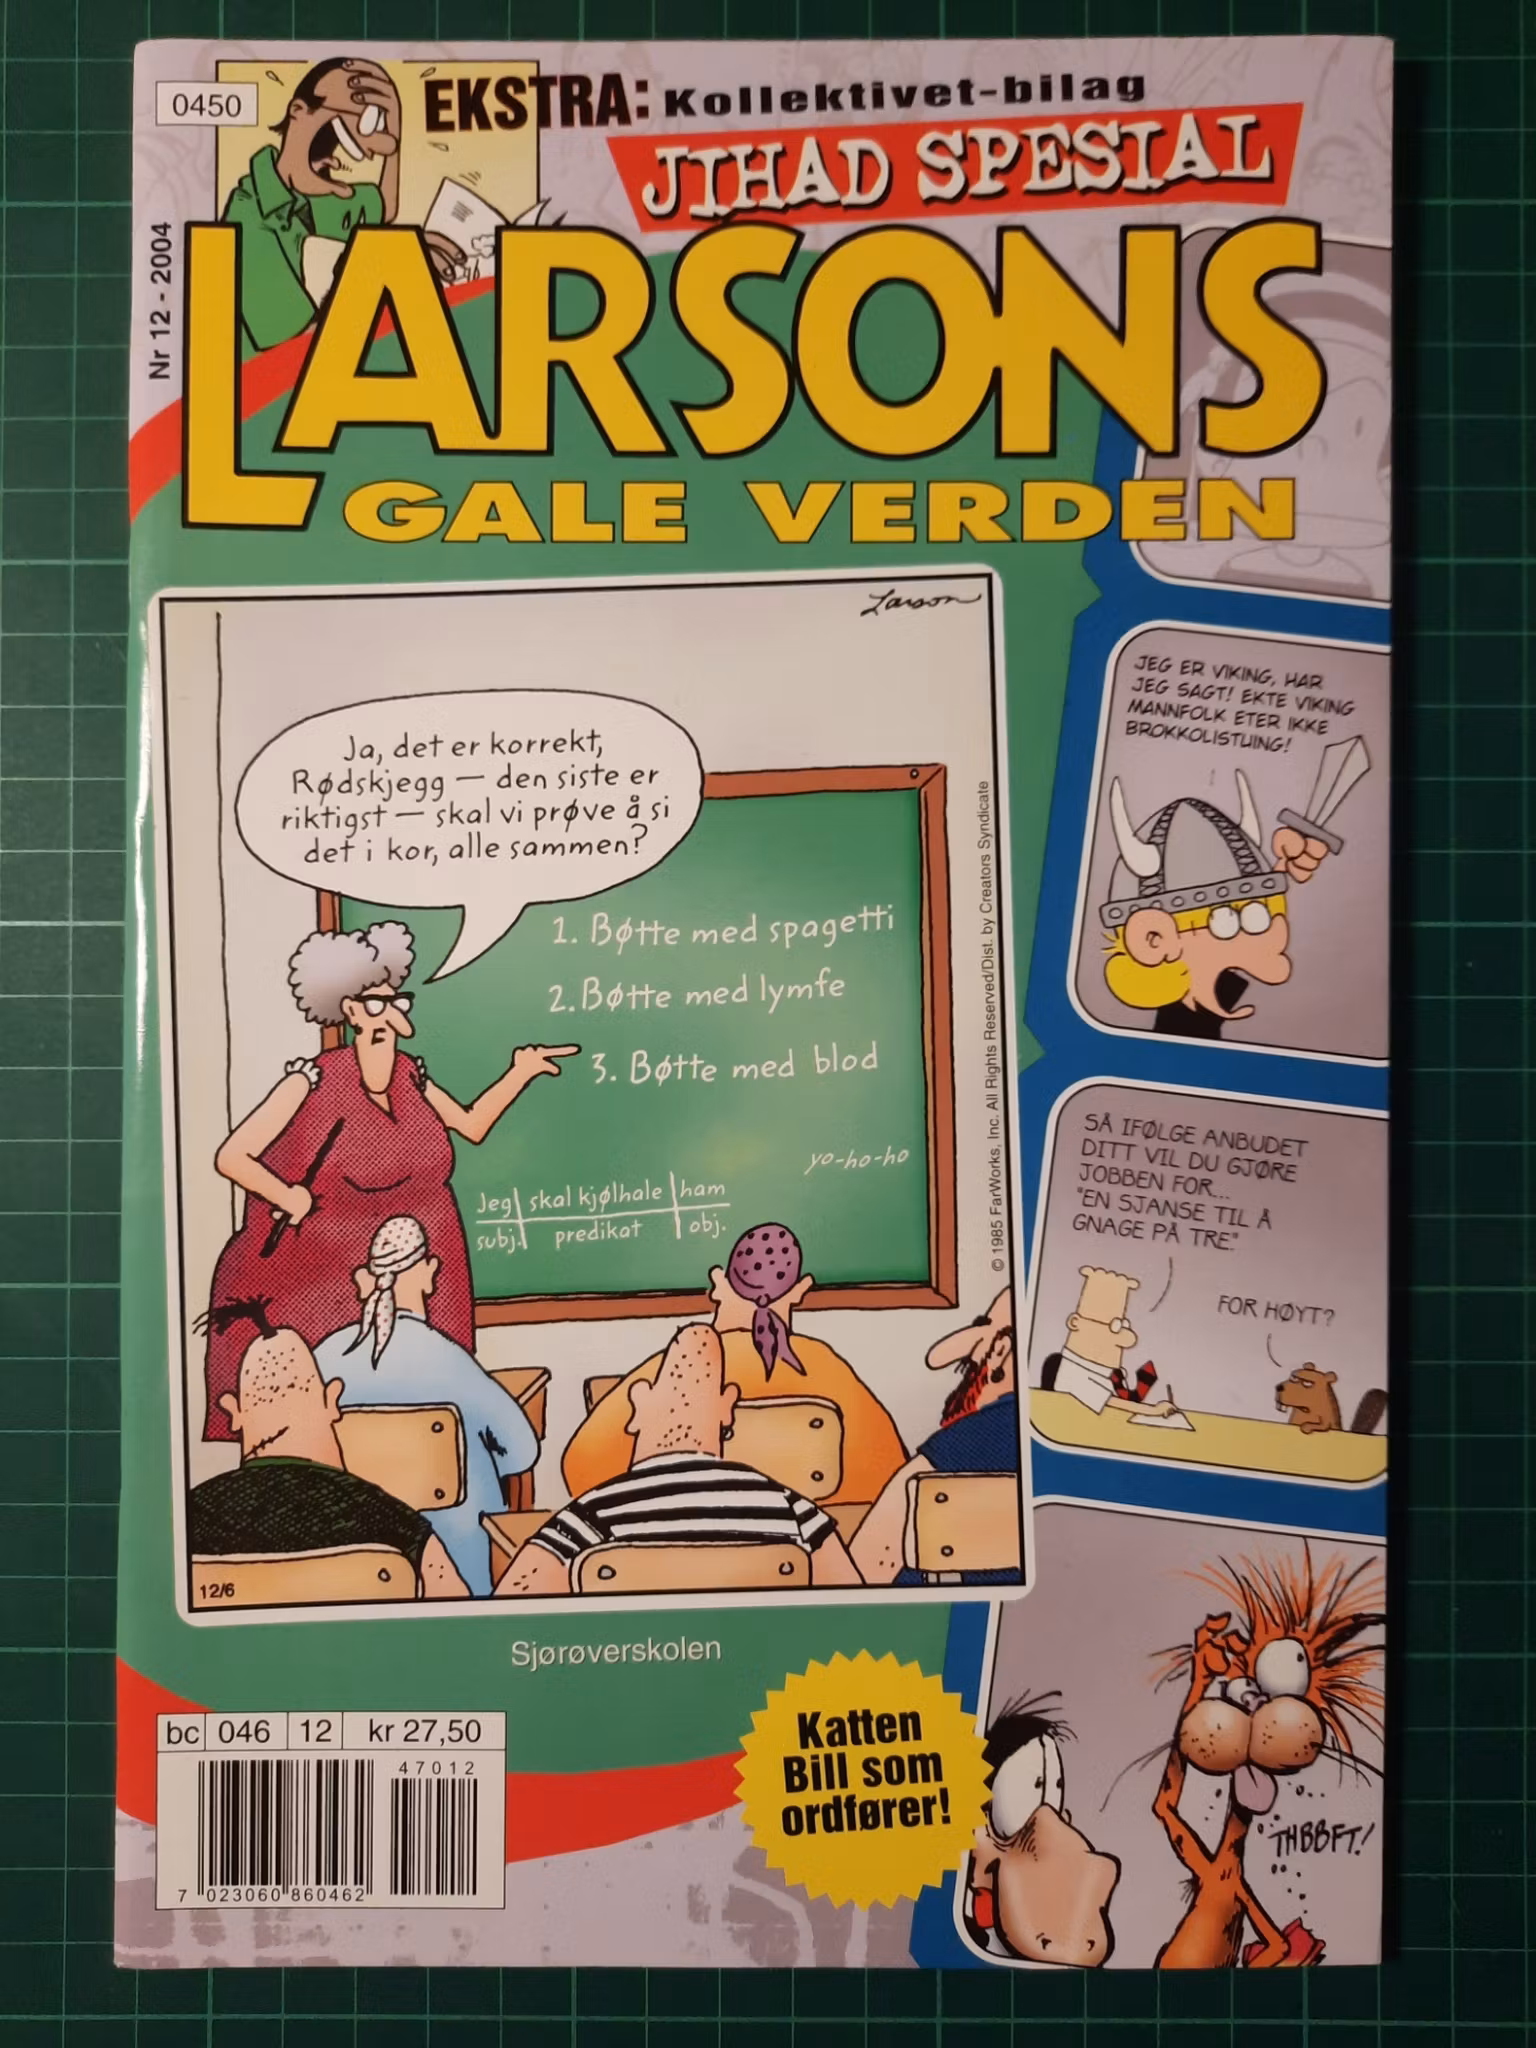 0450
EKSTRA: Kollektivet-bilag
JIHAD SPESIAL
Nr 12 - 2004
LARSONS
GALE VERDEN
Larson
Ja, det er korrekt,
Rødskjegg — den siste er
riktigst — skal vi prøve å si
det i kor, alle sammen?
1. Bøtte med spagetti
2. Bøtte med lymfe
3. Bøtte med blod
yo-ho-ho
Jeg skal kjølhale ham
subj. predikat obj.
© 1985 FarWorks, Inc. All Rights Reserved/Dist. by Creators Syndicate
12/6
Sjørøverskolen
JEG ER VIKING, HAR
JEG SAGT! EKTE VIKING
MANNFOLK ETER IKKE
BROKKOLISTUING!
SÅ IFØLGE ANBUDET
DITT VIL DU GJØRE
JOBBEN FOR...
"EN SJANSE TIL Å
GNAGE PÅ TRE."
FOR HØYT?
THBBFT!
Katten
Bill som
ordfører!
bc 046 12 kr 27,50
47012
7 023060 860462